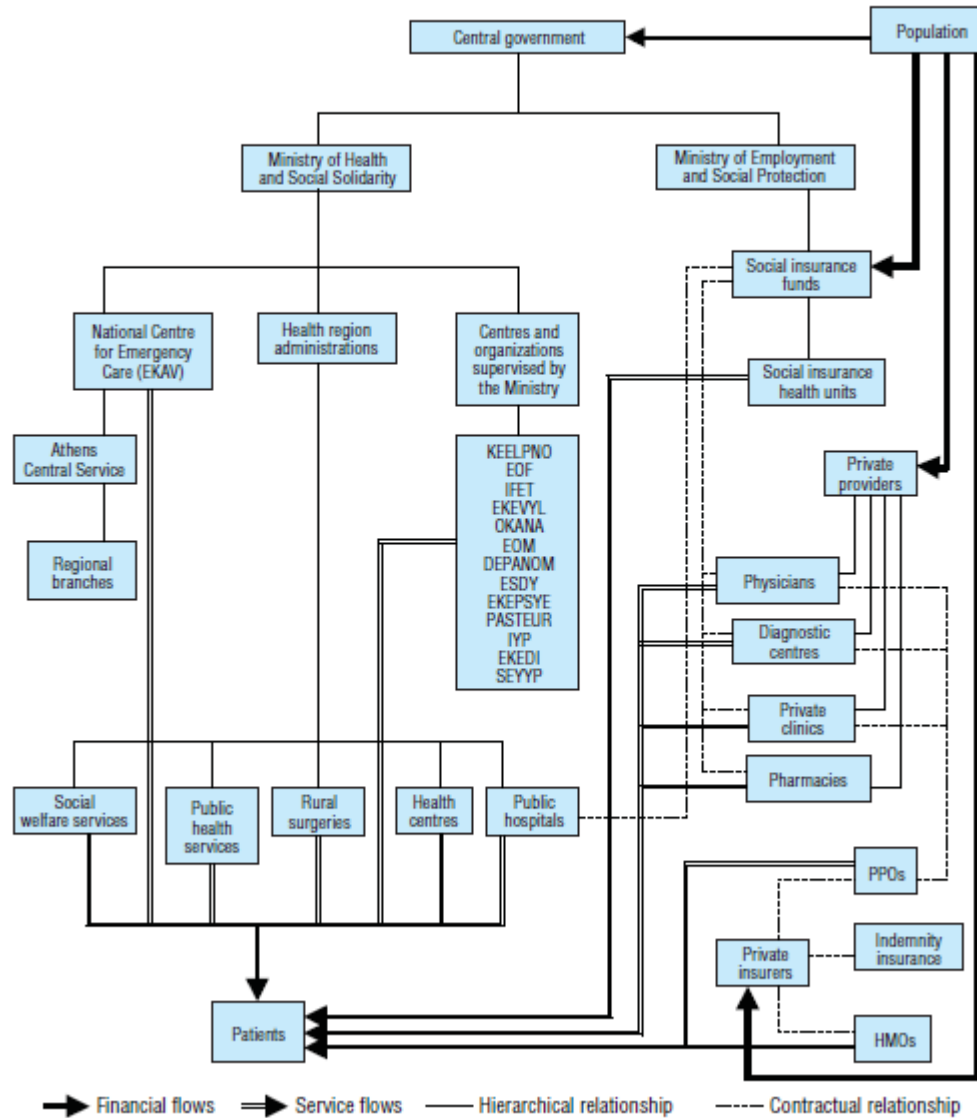 Central government
Population
Ministry of Health
and Social Solidarity
Ministry of Employment
and Social Protection
Social insurance
funds
National Centre
for Emergency
Care (EKAV)
Health region
administrations
Centres and
organizations
supervised by
the Ministry
Social insurance
health units
Athens
Central Service
KEELPNO
EOF
IFET
EKEVYL
OKANA
EOM
DEPANOM
ESDY
EKEPSYE
PASTEUR
IYP
EKEDI
SEYYP
Private
providers
Regional
branches
Physicians
Diagnostic
centres
Private
clinics
Pharmacies
Social
welfare services
Public
health
services
Rural
surgeries
Health
centres
Public
hospitals
PPOs
Private
insurers
Indemnity
insurance
Patients
HMOs
Financial flows
Service flows
Hierarchical relationship
Contractual relationship